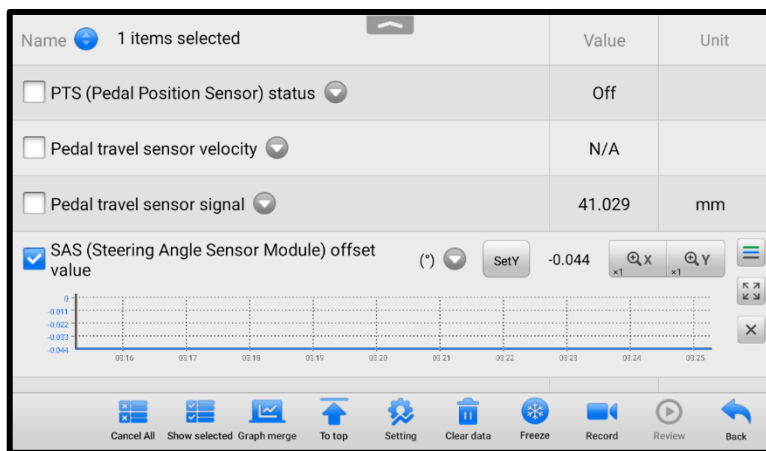 Name 1 items selected Value Unit
PTS (Pedal Position Sensor) status Off
Pedal travel sensor velocity N/A
Pedal travel sensor signal 41.029 mm
SAS (Steering Angle Sensor Module) offset
value (°) SetY -0.044 X ×1 Y ×1
0
-0.011
-0.022
-0.033
-0.044
03:16 03:17 03:18 03:19 03:20 03:21 03:22 03:23 03:24 03:25
Cancel All Show selected Graph merge To top Setting Clear data Freeze Record Review Back